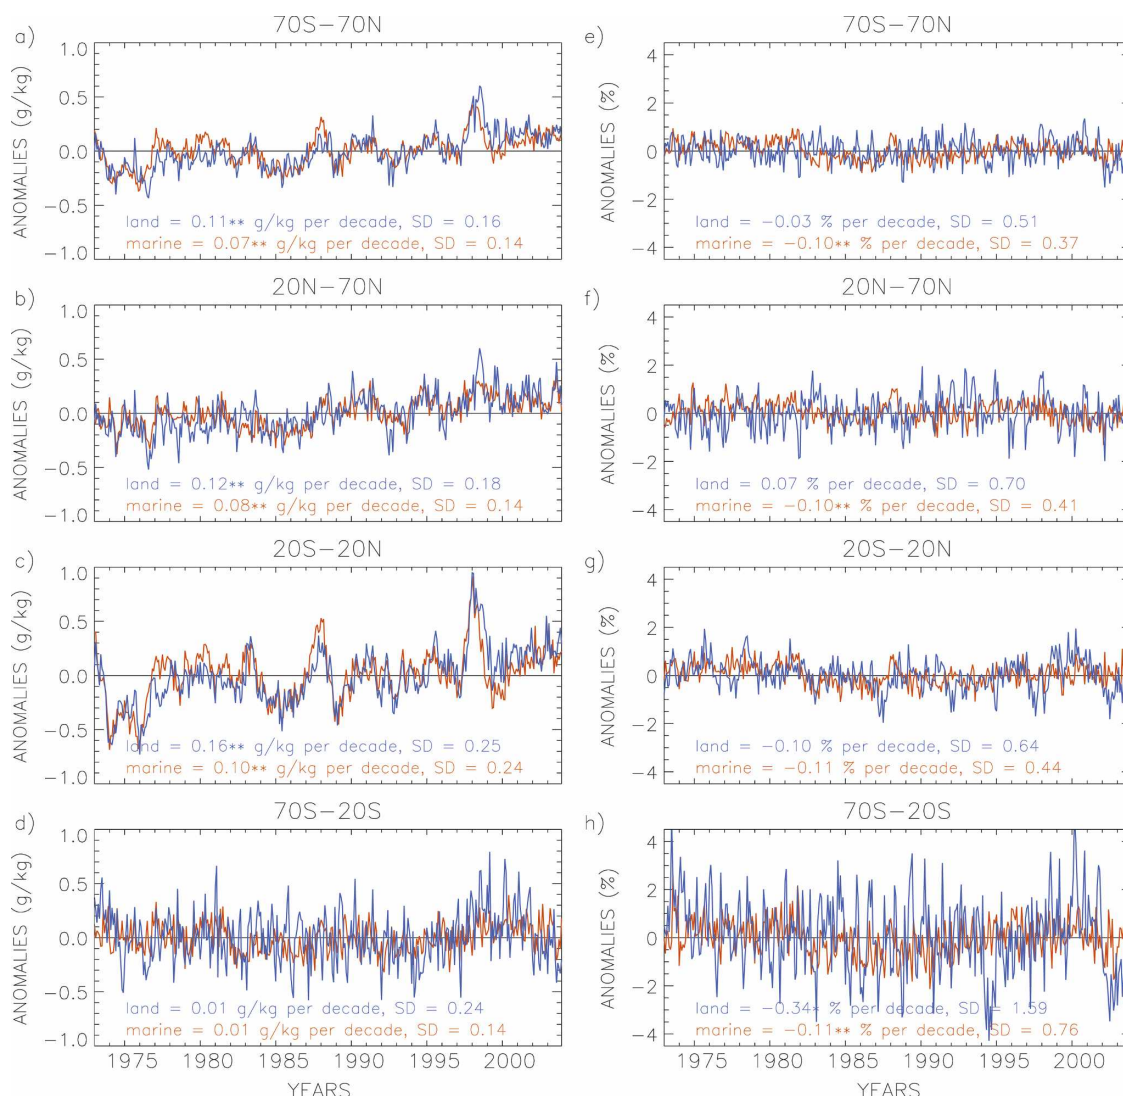 70S−70N
a)
1.0
0.5
0.0
−0.5
−1.0
ANOMALIES (g/kg)
land = 0.11** g/kg per decade, SD = 0.16
marine = 0.07** g/kg per decade, SD = 0.14
70S−70N
e)
4
2
0
−2
−4
ANOMALIES (%)
land = −0.03 % per decade, SD = 0.51
marine = −0.10** % per decade, SD = 0.37
20N−70N
b)
1.0
0.5
0.0
−0.5
−1.0
ANOMALIES (g/kg)
land = 0.12** g/kg per decade, SD = 0.18
marine = 0.08** g/kg per decade, SD = 0.14
20N−70N
f)
4
2
0
−2
−4
ANOMALIES (%)
land = 0.07 % per decade, SD = 0.70
marine = −0.10** % per decade, SD = 0.41
20S−20N
c)
1.0
0.5
0.0
−0.5
−1.0
ANOMALIES (g/kg)
land = 0.16** g/kg per decade, SD = 0.25
marine = 0.10** g/kg per decade, SD = 0.24
20S−20N
g)
4
2
0
−2
−4
ANOMALIES (%)
land = −0.10 % per decade, SD = 0.64
marine = −0.11 % per decade, SD = 0.44
70S−20S
d)
1.0
0.5
0.0
−0.5
−1.0
ANOMALIES (g/kg)
land = 0.01 g/kg per decade, SD = 0.24
marine = 0.01 g/kg per decade, SD = 0.14
1975 1980 1985 1990 1995 2000
YEARS
70S−20S
h)
4
2
0
−2
−4
ANOMALIES (%)
land = −0.34* % per decade, SD = 1.59
marine = −0.11** % per decade, SD = 0.76
1975 1980 1985 1990 1995 2000
YEARS